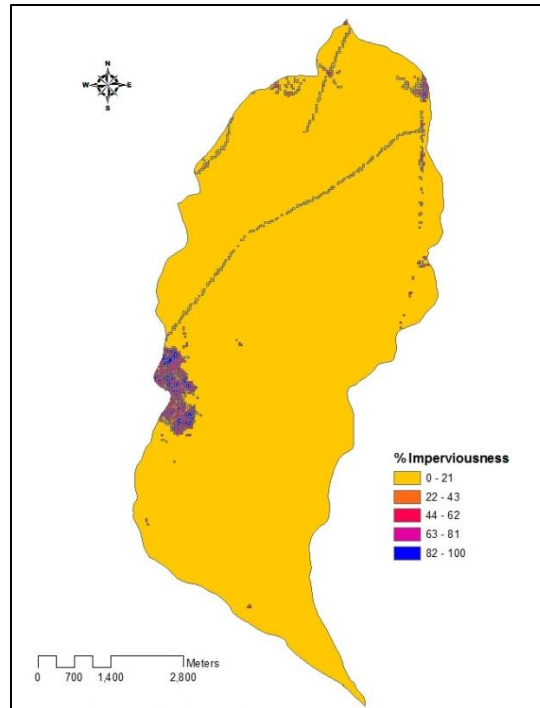 N
W E
S
% Imperviousness
0 - 21
22 - 43
44 - 62
63 - 81
82 - 100
Meters
0 700 1,400 2,800